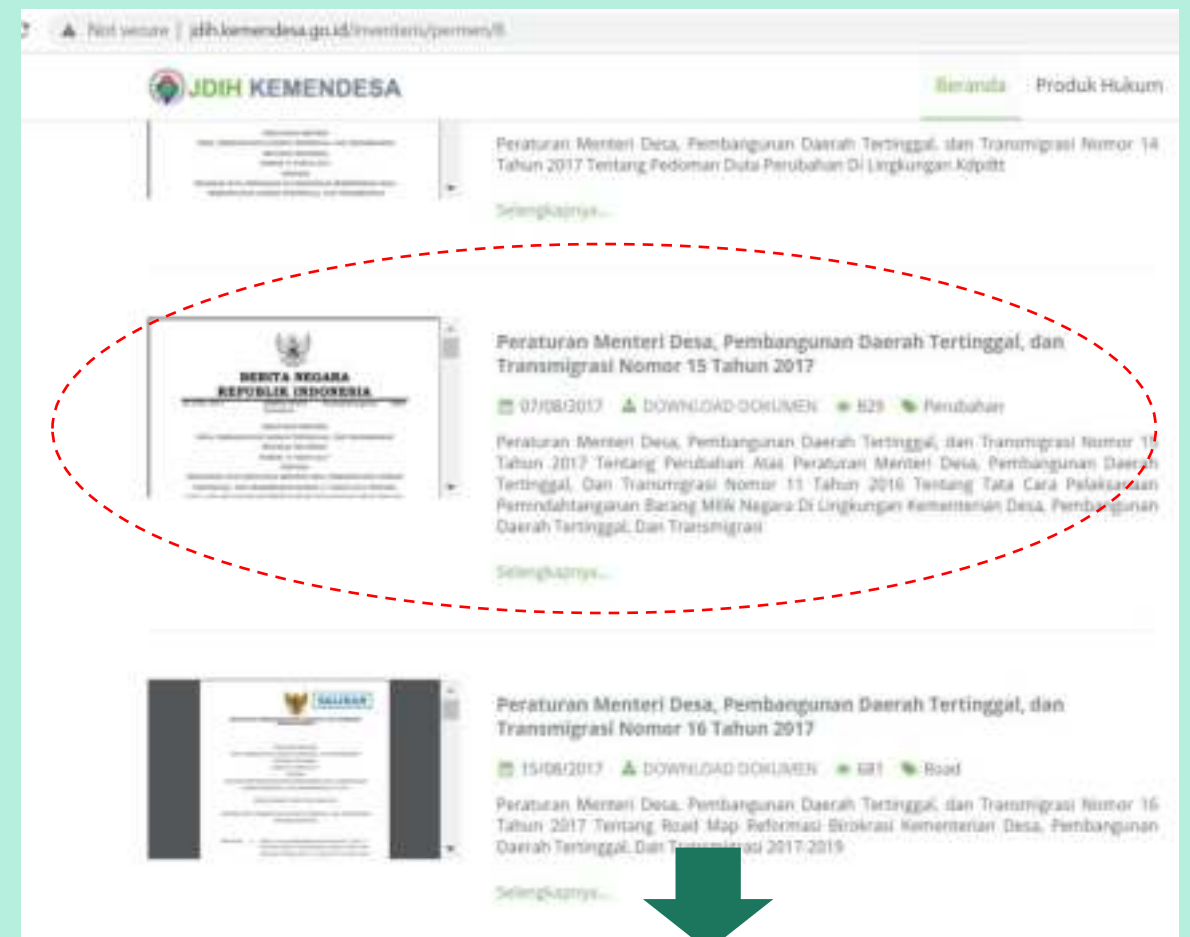 Not secure | jdih.kemendesa.go.id/inventaris/permen/8
JDIH KEMENDESA
Beranda
Produk Hukum
Peraturan Menteri Desa, Pembangunan Daerah Tertinggal, dan Transmigrasi Nomor 14
Tahun 2017 Tentang Pedoman Duta Perubahan Di Lingkungan Kdpdtt
Selengkapnya...
BERITA NEGARA
REPUBLIK INDONESIA
Peraturan Menteri Desa, Pembangunan Daerah Tertinggal, dan
Transmigrasi Nomor 15 Tahun 2017
07/08/2017 DOWNLOAD DOKUMEN 829 Perubahan
Peraturan Menteri Desa, Pembangunan Daerah Tertinggal, dan Transmigrasi Nomor 15
Tahun 2017 Tentang Perubahan Atas Peraturan Menteri Desa, Pembangunan Daerah
Tertinggal, Dan Transmigrasi Nomor 11 Tahun 2016 Tentang Tata Cara Pelaksanaan
Pemindahtanganan Barang Milik Negara Di Lingkungan Kementerian Desa, Pembangunan
Daerah Tertinggal, Dan Transmigrasi
Selengkapnya...
SALINAN
Peraturan Menteri Desa, Pembangunan Daerah Tertinggal, dan
Transmigrasi Nomor 16 Tahun 2017
15/08/2017 DOWNLOAD DOKUMEN 681 Road
Peraturan Menteri Desa, Pembangunan Daerah Tertinggal, dan Transmigrasi Nomor 16
Tahun 2017 Tentang Road Map Reformasi Birokrasi Kementerian Desa, Pembangunan
Daerah Tertinggal, Dan Transmigrasi 2017-2019
Selengkapnya...